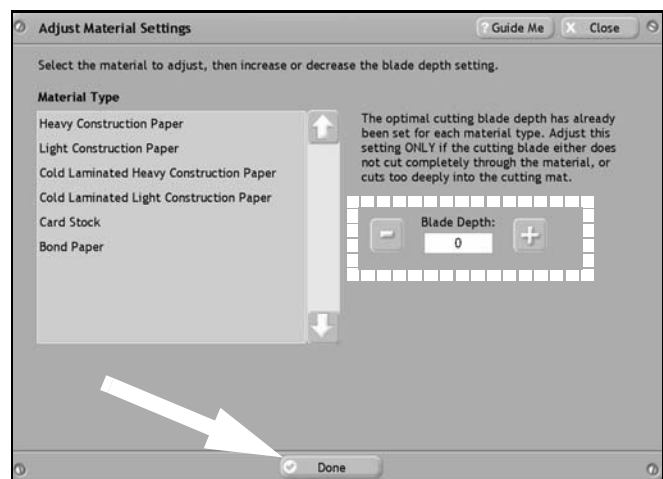 Adjust Material Settings
? Guide Me
X Close
Select the material to adjust, then increase or decrease the blade depth setting.
Material Type
Heavy Construction Paper
Light Construction Paper
Cold Laminated Heavy Construction Paper
Cold Laminated Light Construction Paper
Card Stock
Bond Paper
The optimal cutting blade depth has already
been set for each material type. Adjust this
setting ONLY if the cutting blade either does
not cut completely through the material, or
cuts too deeply into the cutting mat.
Blade Depth:
- 0 +
Done